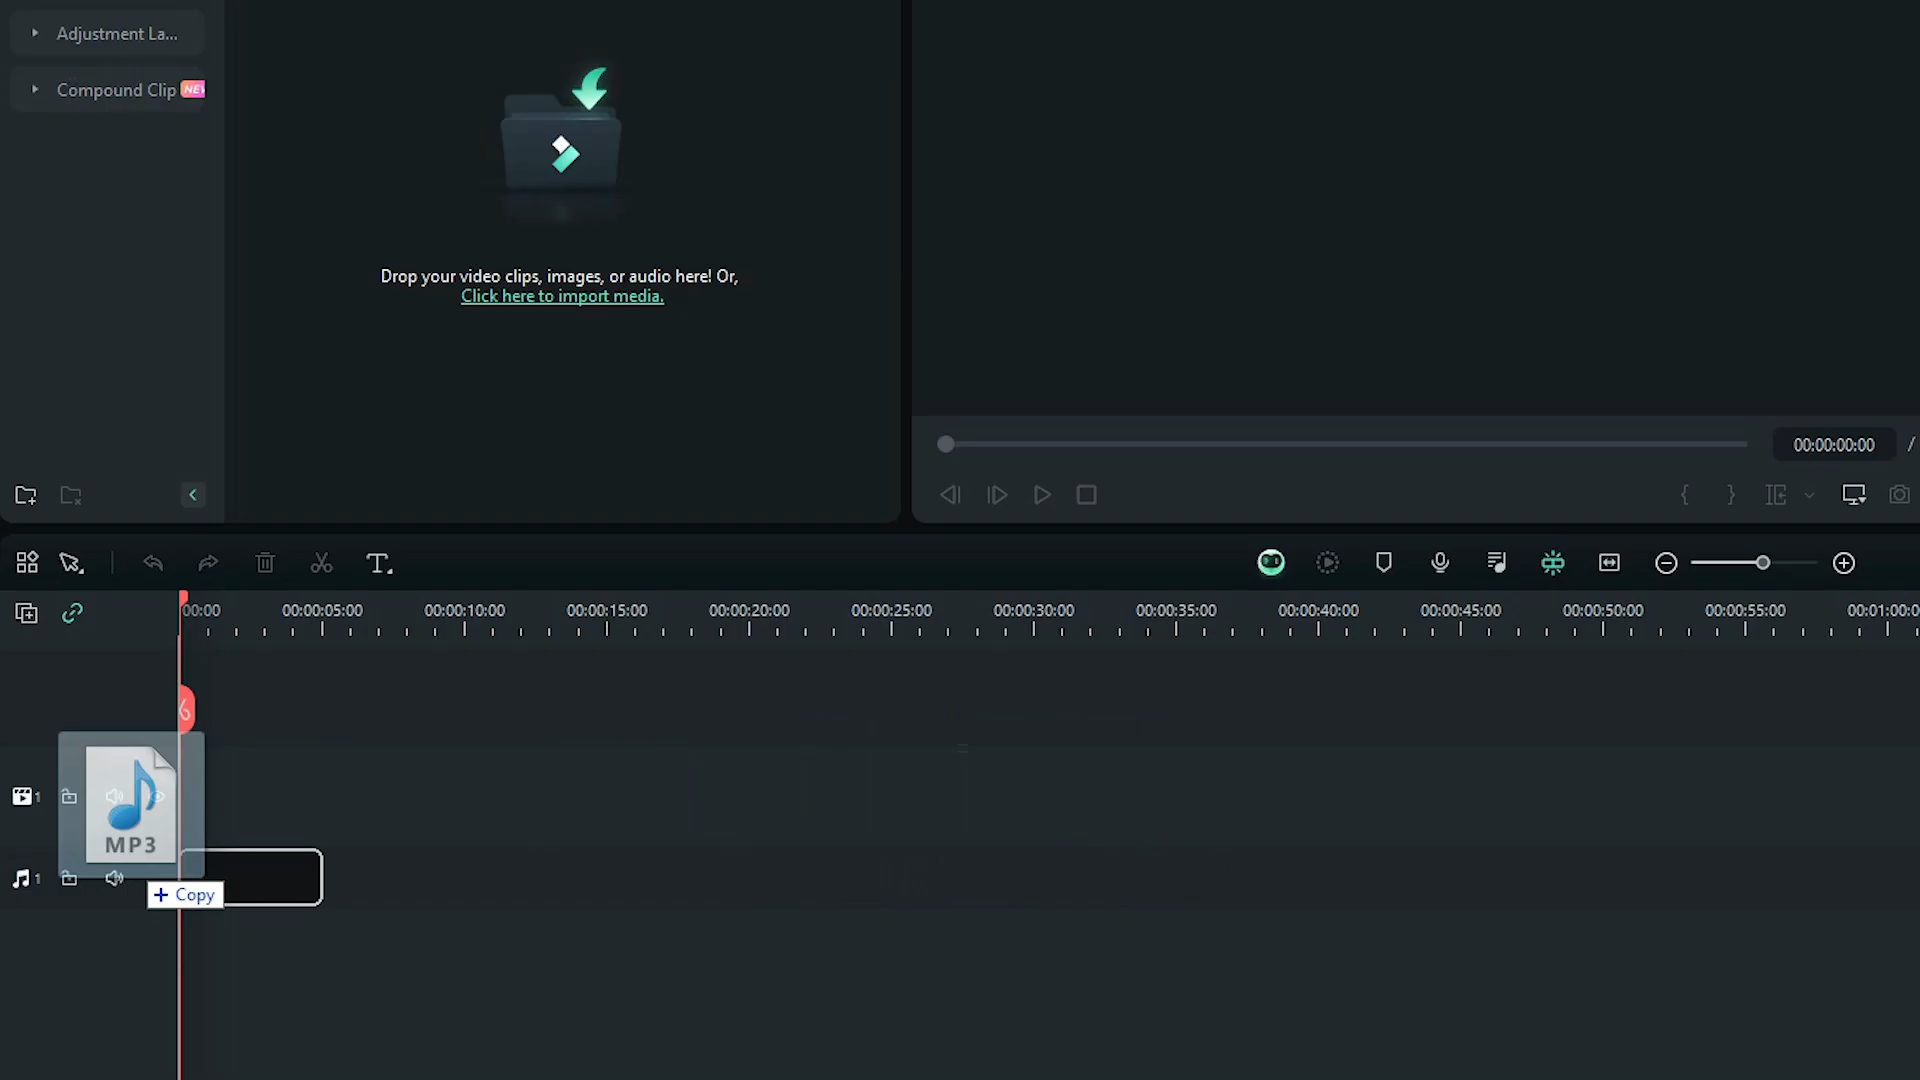 Adjustment La...
Compound Clip NEW
Drop your video clips, images, or audio here! Or,
Click here to import media.
00:00:00:00 /
00:00 00:00:05:00 00:00:10:00 00:00:15:00 00:00:20:00 00:00:25:00 00:00:30:00 00:00:35:00 00:00:40:00 00:00:45:00 00:00:50:00 00:00:55:00 00:01:00:0
1
MP3
1
+ Copy